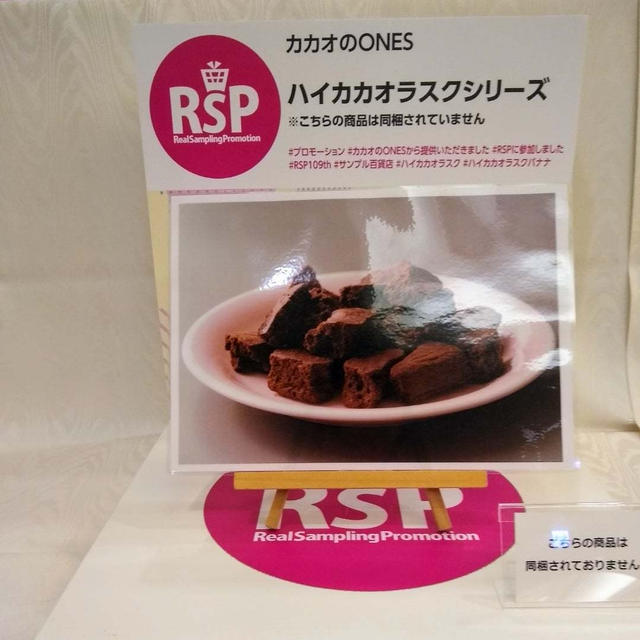 カカオのONES
RSP
RealSamplingPromotion
ハイカカオラスクシリーズ
※こちらの商品は同梱されていません
#プロモーション #カカオのONESから提供いただきました #RSPに参加しました
#RSP109th #サンプル百貨店 #ハイカカオラスク #ハイカカオラスクバナナ
RSP
RealSamplingPromotion
こちらの商品は
同梱されておりません